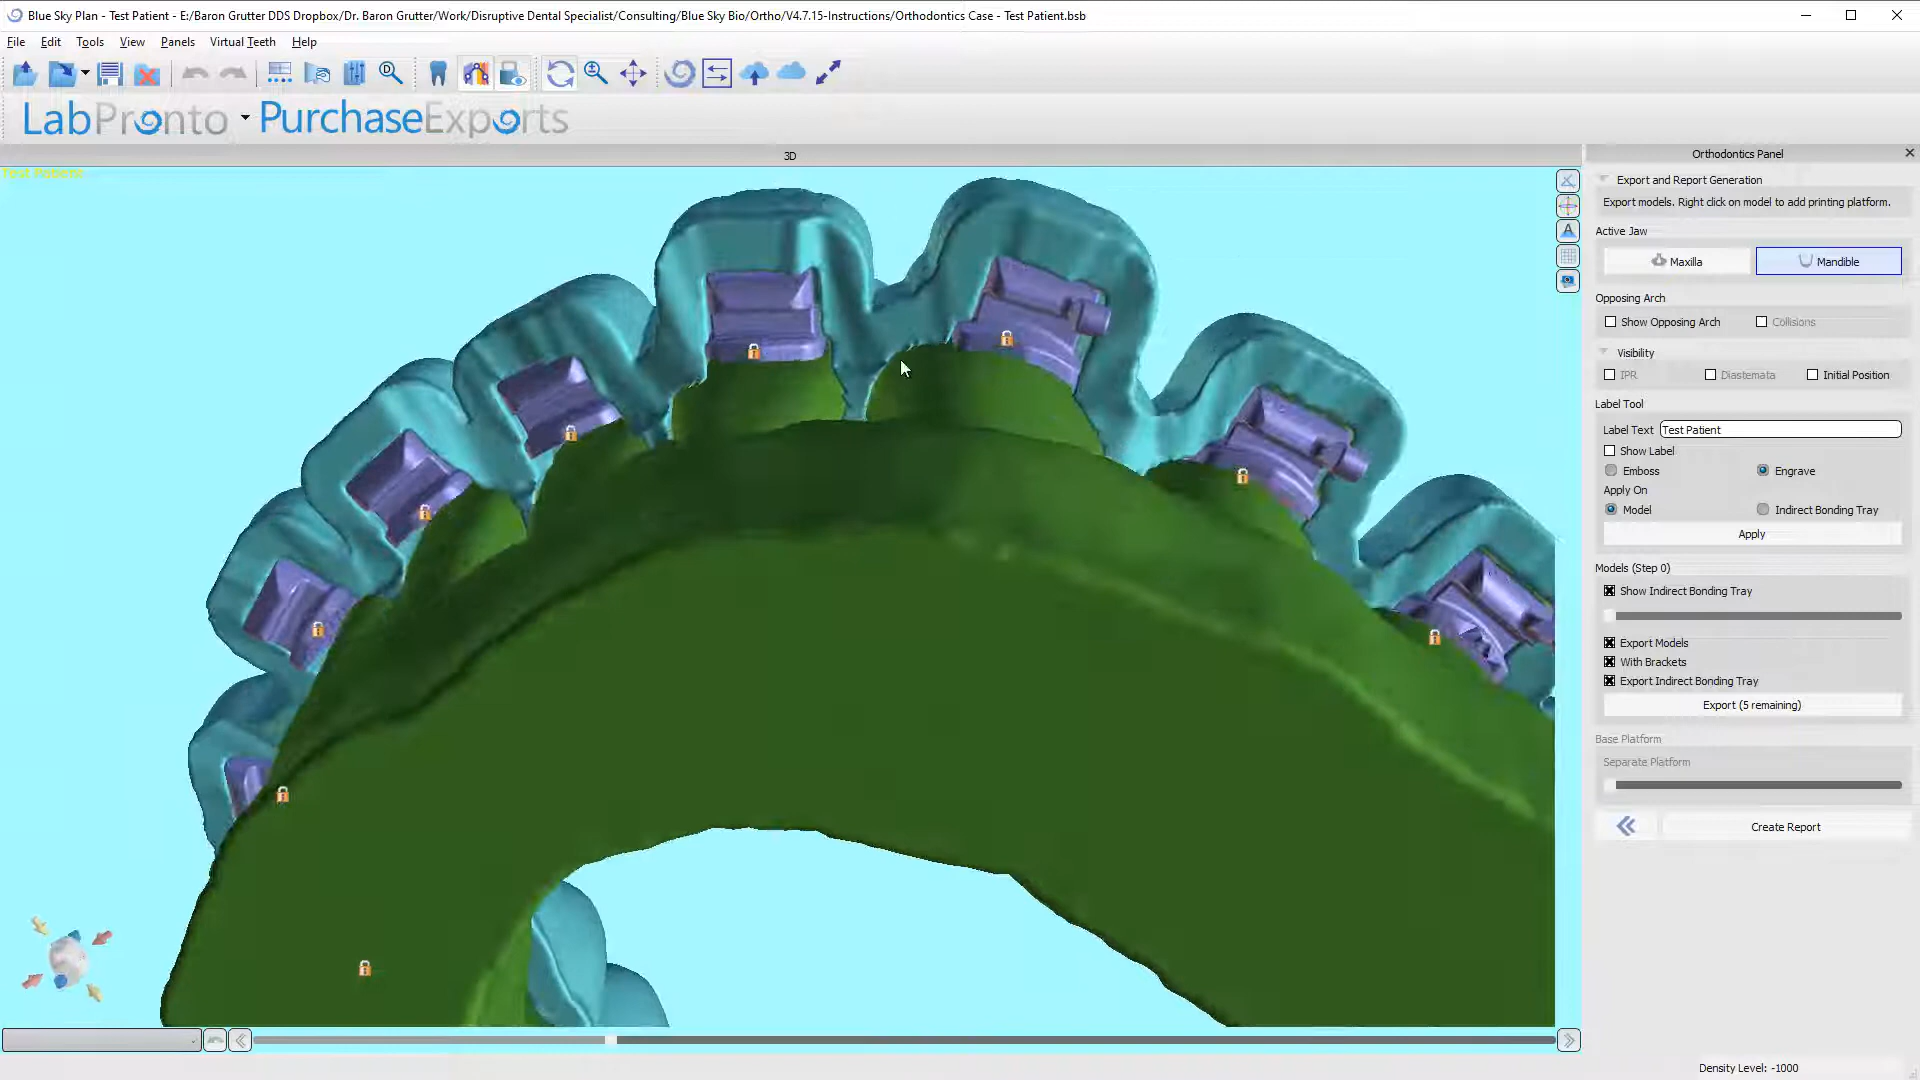 Blue Sky Plan - Test Patient - E:/Baron Grutter DDS Dropbox/Dr. Baron Grutter/Work/Disruptive Dental Specialist/Consulting/Blue Sky Bio/Ortho/V4.7.15-Instructions/Orthodontics Case - Test Patient.bsb
File Edit Tools View Panels Virtual Teeth Help
LabPronto PurchaseExports
3D
Test Patient
Orthodontics Panel
Export and Report Generation
Export models. Right click on model to add printing platform.
Active Jaw
Maxilla Mandible
Opposing Arch
Show Opposing Arch Collisions
Visibility
IPR Diastemata Initial Position
Label Tool
Label Text Test Patient
Show Label
Emboss Engrave
Apply On
Model Indirect Bonding Tray
Apply
Models (Step 0)
Show Indirect Bonding Tray
Export Models
With Brackets
Export Indirect Bonding Tray
Export (5 remaining)
Base Platform
Separate Platform
Create Report
Density Level: -1000